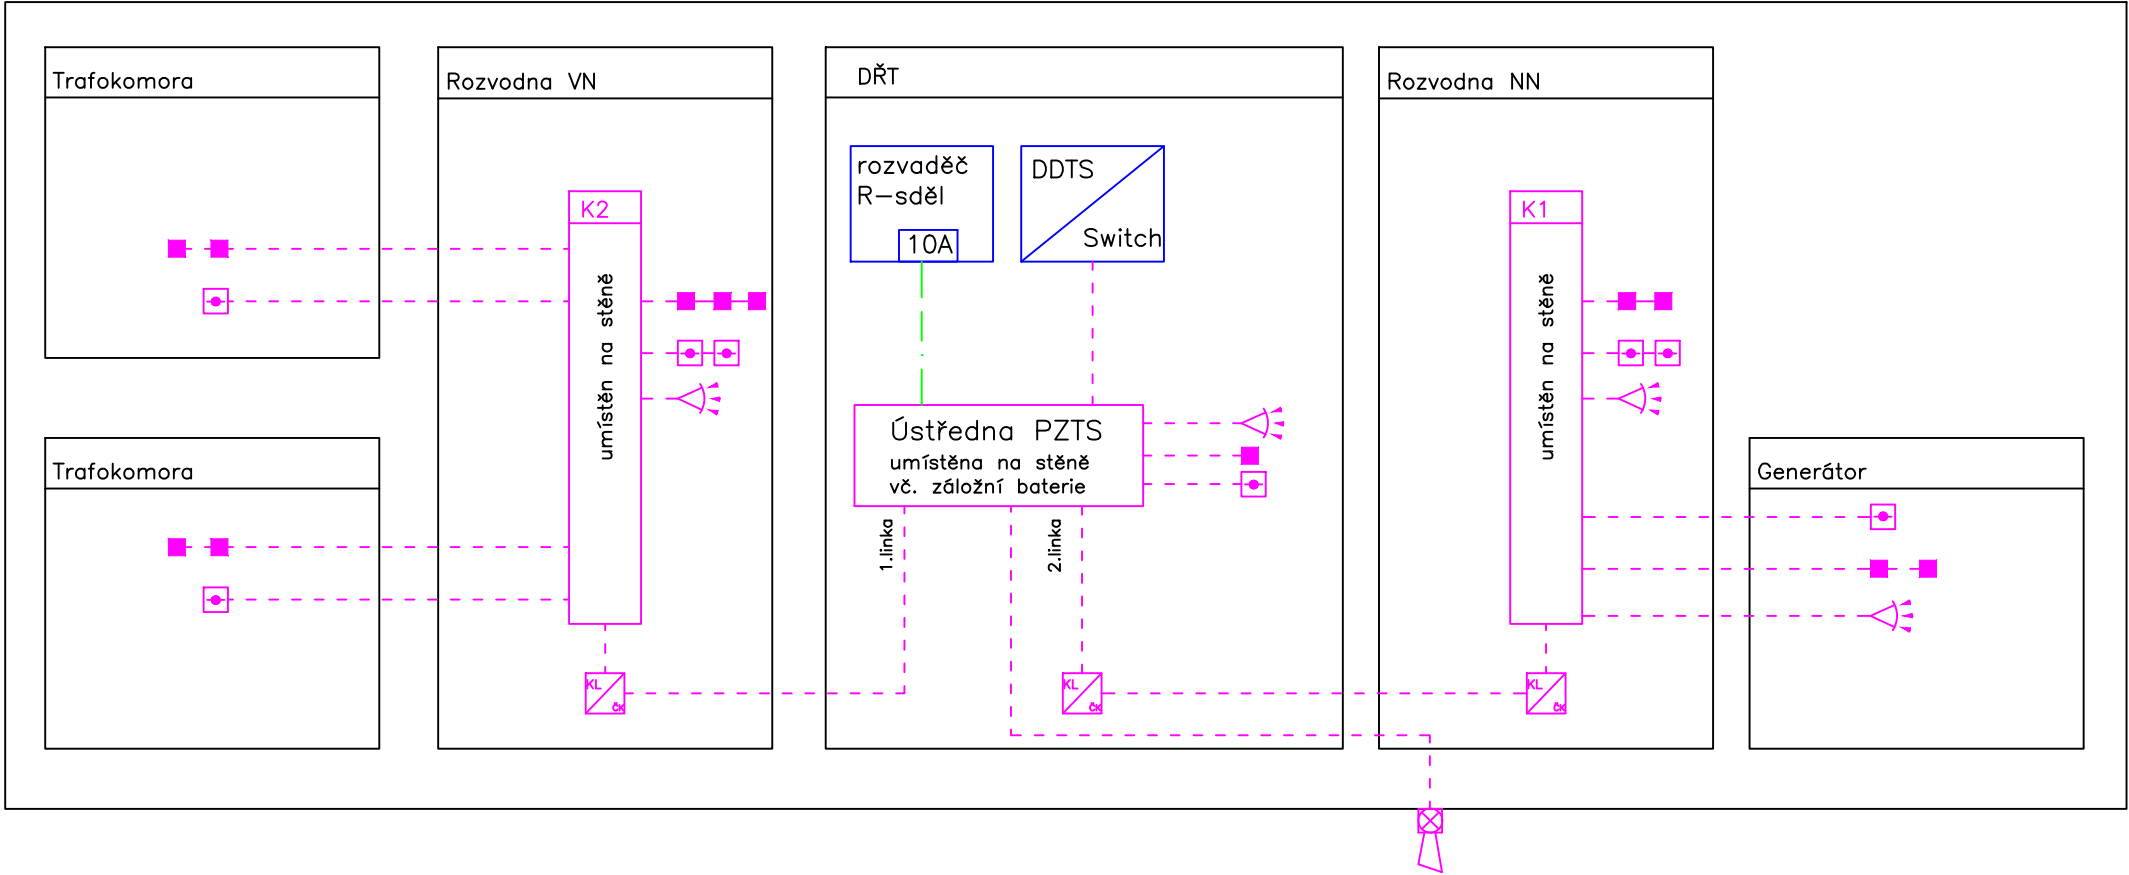 Trafokomora
Rozvodna VN
DŘT
Rozvodna NN
rozvaděč
R-sděl
10A
DDTS
Switch
K2
umístěn na stěně
K1
umístěn na stěně
Ústředna PZTS
umístěna na stěně
vč. záložní baterie
Trafokomora
Generátor
1.linka
2.linka
KL
ČK
KL
ČK
KL
ČK